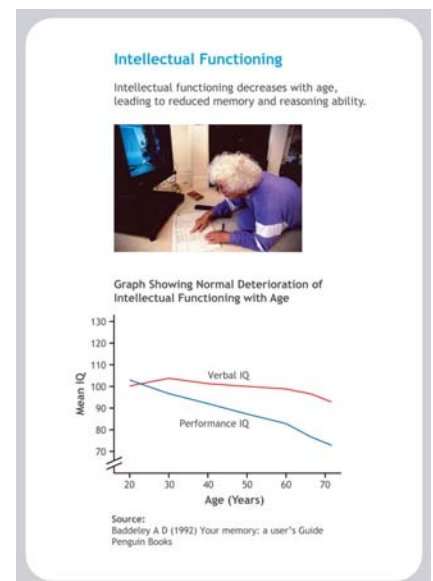 Intellectual Functioning
Intellectual functioning decreases with age,
leading to reduced memory and reasoning ability.
Graph Showing Normal Deterioration of
Intellectual Functioning with Age
130
120
110
100
90
80
70
Mean IQ
Verbal IQ
Performance IQ
20 30 40 50 60 70
Age (Years)
Source:
Baddeley A D (1992) Your memory: a user's Guide
Penguin Books